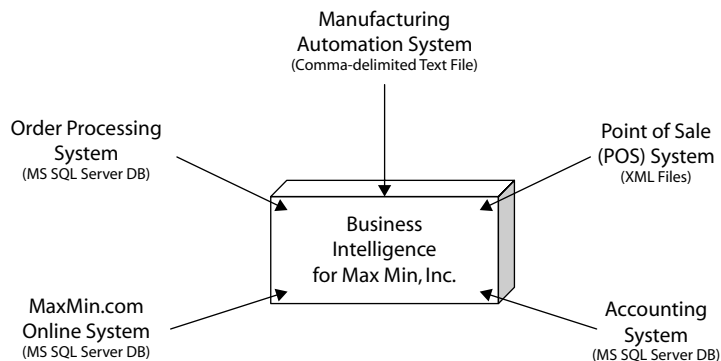 Manufacturing
Automation System
(Comma-delimited Text File)
Order Processing
System
(MS SQL Server DB)
Point of Sale
(POS) System
(XML Files)
Business
Intelligence
for Max Min, Inc.
MaxMin.com
Online System
(MS SQL Server DB)
Accounting
System
(MS SQL Server DB)